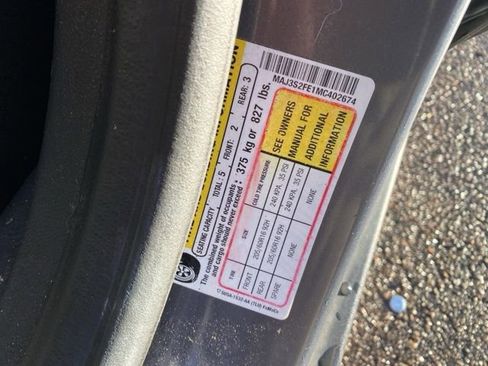 INFORMATION
SEATING CAPACITY TOTAL: 5 FRONT: 2 REAR: 3
The combined weight of occupants and cargo should never exceed: 375 kg or 827 lbs.
TIRE SIZE COLD TIRE PRESSURE
FRONT 205/60R16 92H 240 KPA, 35 PSI
REAR 205/60R16 92H 240 KPA, 35 PSI
SPARE NONE NONE
SEE OWNERS
MANUAL FOR
ADDITIONAL
INFORMATION
MAJ3S2FE1MC402674